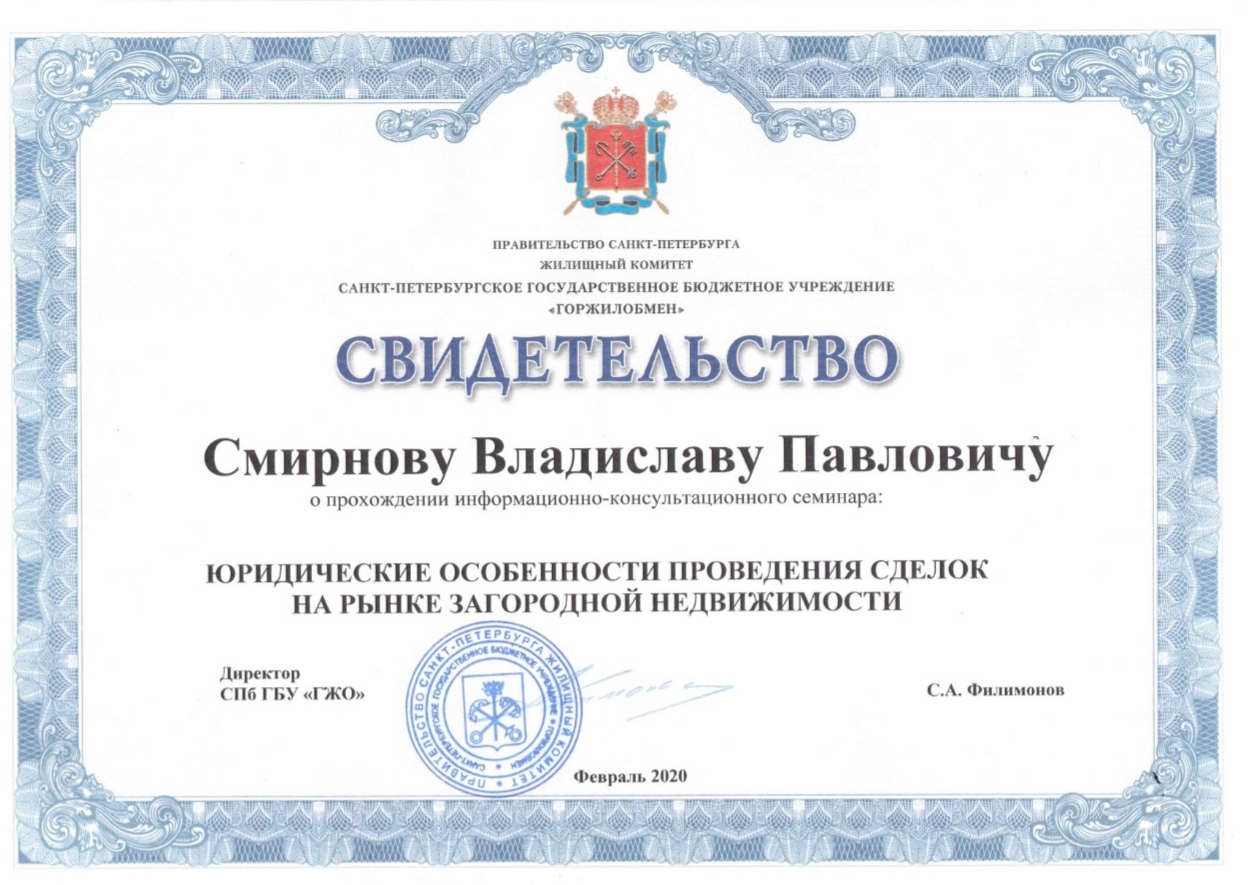 ПРАВИТЕЛЬСТВО САНКТ-ПЕТЕРБУРГА
ЖИЛИЩНЫЙ КОМИТЕТ
САНКТ-ПЕТЕРБУРГСКОЕ ГОСУДАРСТВЕННОЕ БЮДЖЕТНОЕ УЧРЕЖДЕНИЕ
«ГОРЖИЛОБМЕН»
СВИДЕТЕЛЬСТВО
Смирнову Владиславу Павловичу
о прохождении информационно-консультационного семинара:
ЮРИДИЧЕСКИЕ ОСОБЕННОСТИ ПРОВЕДЕНИЯ СДЕЛОК
НА РЫНКЕ ЗАГОРОДНОЙ НЕДВИЖИМОСТИ
Директор
СПб ГБУ «ГЖО»
ПРАВИТЕЛЬСТВО САНКТ-ПЕТЕРБУРГА ЖИЛИЩНЫЙ КОМИТЕТ
САНКТ-ПЕТЕРБУРГСКОЕ ГОСУДАРСТВЕННОЕ БЮДЖЕТНОЕ УЧРЕЖДЕНИЕ
С.А. Филимонов
Февраль 2020